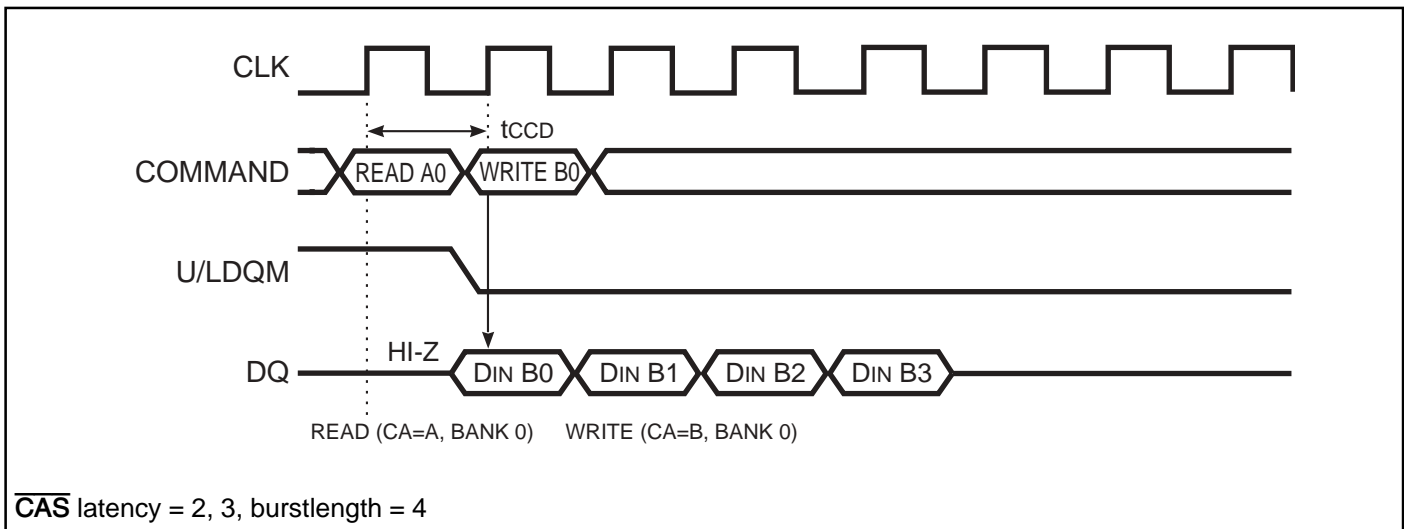 CLK
tCCD
COMMAND READ A0 WRITE B0
U/LDQM
HI-Z
DQ DIN B0 DIN B1 DIN B2 DIN B3
READ (CA=A, BANK 0) WRITE (CA=B, BANK 0)
CAS latency = 2, 3, burstlength = 4